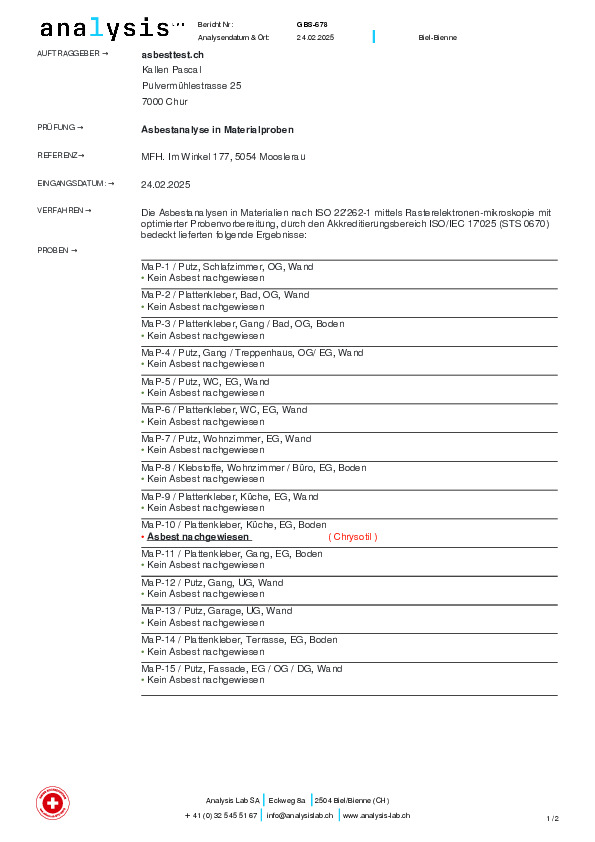 analysis
Bericht Nr: GBS-678
Analysendatum & Ort: 24.02.2025 Biel-Bienne
AUFTRAGGEBER → asbesttest.ch
Kallen Pascal
Pulvermühlestrasse 25
7000 Chur
PRÜFUNG → Asbestanalyse in Materialproben
REFERENZ→ MFH. Im Winkel 177, 5054 Mooslerau
EINGANGSDATUM: → 24.02.2025
VERFAHREN → Die Asbestanalysen in Materialien nach ISO 22'262-1 mittels Rasterelektronen-mikroskopie mit
optimierter Probenvorbereitung, durch den Akkreditierungsbereich ISO/IEC 17'025 (STS 0670)
bedeckt lieferten folgende Ergebnisse:
PROBEN →
MaP-1 / Putz, Schlafzimmer, OG, Wand
• Kein Asbest nachgewiesen
MaP-2 / Plattenkleber, Bad, OG, Wand
• Kein Asbest nachgewiesen
MaP-3 / Plattenkleber, Gang / Bad, OG, Boden
• Kein Asbest nachgewiesen
MaP-4 / Putz, Gang / Treppenhaus, OG/ EG, Wand
• Kein Asbest nachgewiesen
MaP-5 / Putz, WC, EG, Wand
• Kein Asbest nachgewiesen
MaP-6 / Plattenkleber, WC, EG, Wand
• Kein Asbest nachgewiesen
MaP-7 / Putz, Wohnzimmer, EG, Wand
• Kein Asbest nachgewiesen
MaP-8 / Klebstoffe, Wohnzimmer / Büro, EG, Boden
• Kein Asbest nachgewiesen
MaP-9 / Plattenkleber, Küche, EG, Wand
• Kein Asbest nachgewiesen
MaP-10 / Plattenkleber, Küche, EG, Boden
• Asbest nachgewiesen ( Chrysotil )
MaP-11 / Plattenkleber, Gang, EG, Boden
• Kein Asbest nachgewiesen
MaP-12 / Putz, Gang, UG, Wand
• Kein Asbest nachgewiesen
MaP-13 / Putz, Garage, UG, Wand
• Kein Asbest nachgewiesen
MaP-14 / Plattenkleber, Terrasse, EG, Boden
• Kein Asbest nachgewiesen
MaP-15 / Putz, Fassade, EG / OG / DG, Wand
• Kein Asbest nachgewiesen
Analysis Lab SA | Eckweg 8a | 2504 Biel/Bienne (CH)
+ 41 (0) 32 545 51 67 | info@analysislab.ch | www.analysis-lab.ch
1 / 2